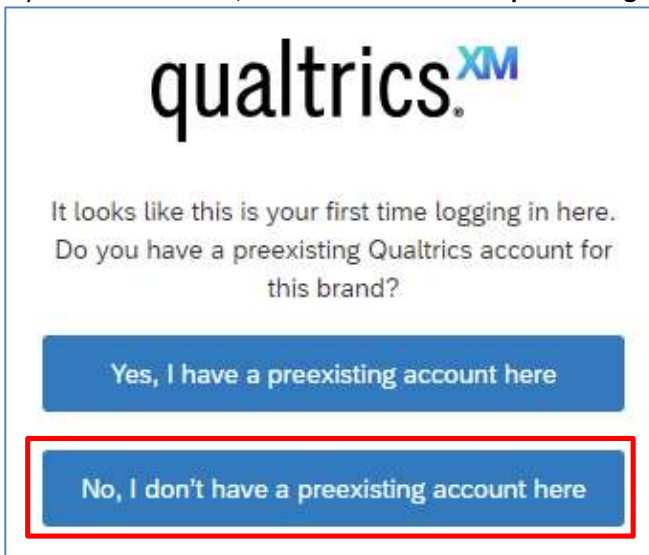 qualtrics.XM
It looks like this is your first time logging in here.
Do you have a preexisting Qualtrics account for
this brand?
Yes, I have a preexisting account here
No, I don't have a preexisting account here